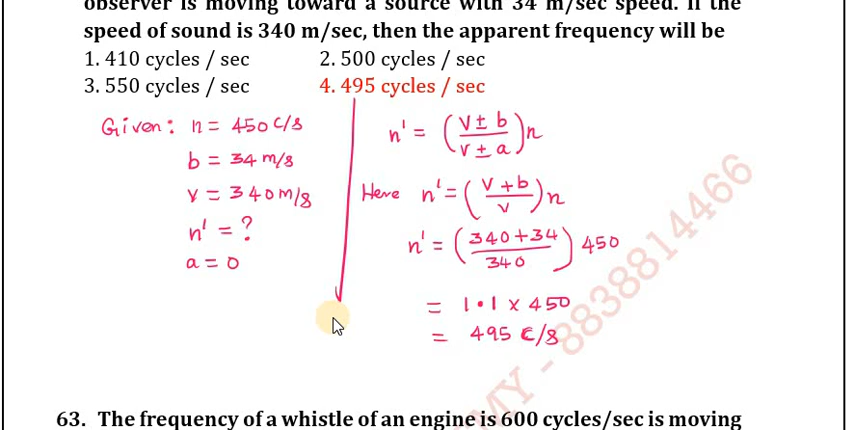 observer is moving toward a source with 34 m/sec speed. If the
speed of sound is 340 m/sec, then the apparent frequency will be
1. 410 cycles / sec 2. 500 cycles / sec
3. 550 cycles / sec 4. 495 cycles / sec
Given: n = 450 c/s
b = 34 m/s
v = 340 m/s
n' = ?
a = 0
n' = (V ± b / V ± a) n
Here n' = (V + b / V) n
n' = (340 + 34 / 340) 450
= 1.1 x 450
= 495 c/s
MY - 8838814466
63. The frequency of a whistle of an engine is 600 cycles/sec is moving